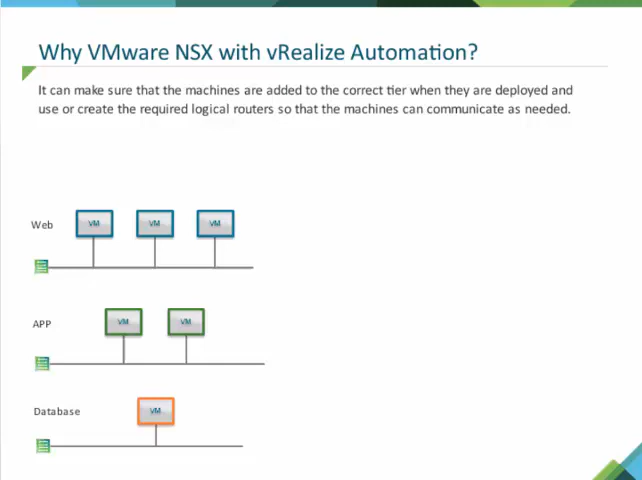 Why VMware NSX with vRealize Automation?
It can make sure that the machines are added to the correct tier when they are deployed and
use or create the required logical routers so that the machines can communicate as needed.
Web
VM VM VM
APP
VM VM
Database
VM